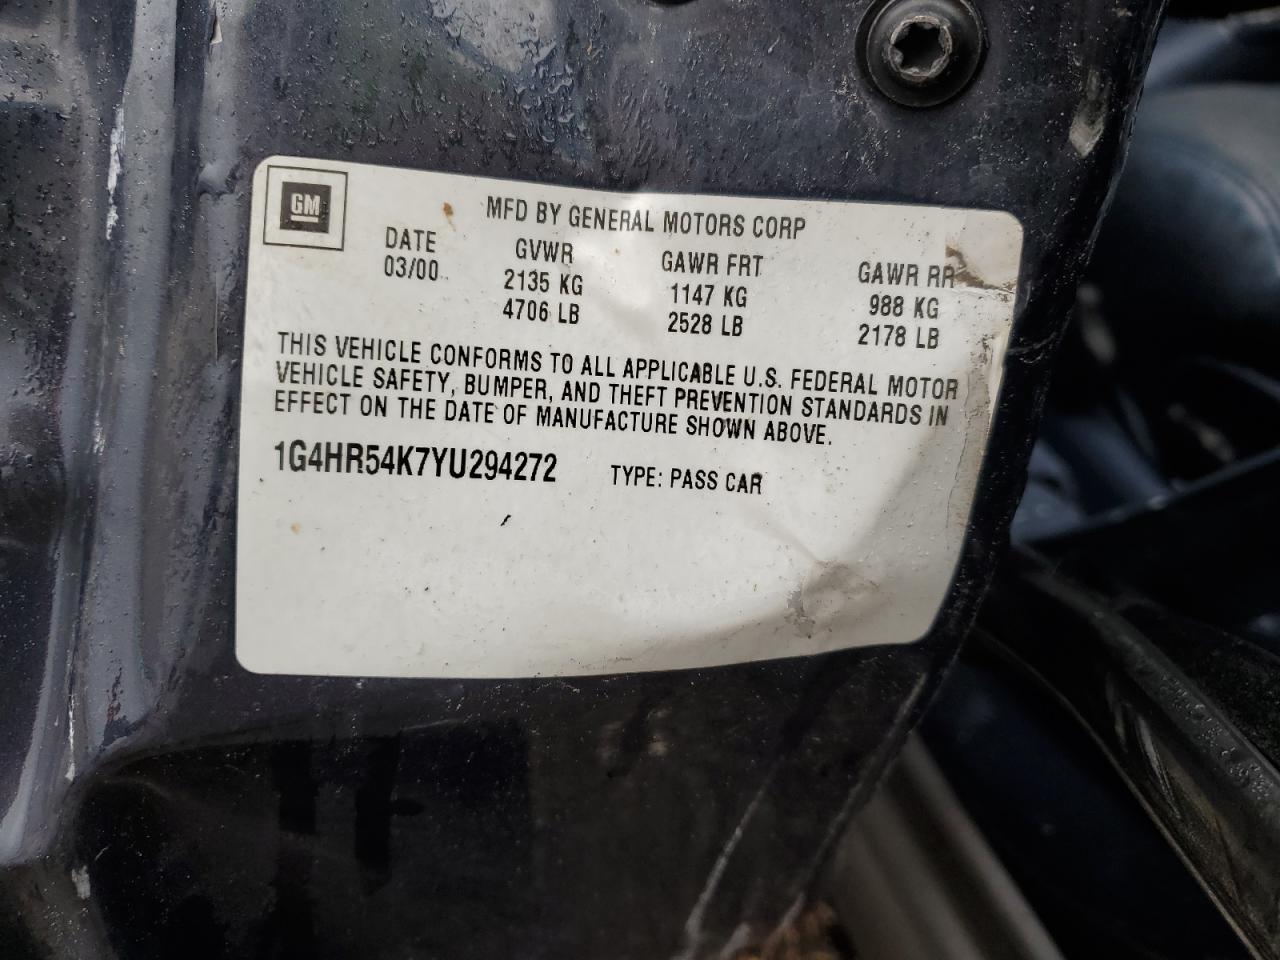 GM
MFD BY GENERAL MOTORS CORP
DATE GVWR GAWR FRT GAWR RR
03/00 2135 KG 1147 KG 988 KG
4706 LB 2528 LB 2178 LB
THIS VEHICLE CONFORMS TO ALL APPLICABLE U.S. FEDERAL MOTOR
VEHICLE SAFETY, BUMPER, AND THEFT PREVENTION STANDARDS IN
EFFECT ON THE DATE OF MANUFACTURE SHOWN ABOVE.
1G4HR54K7YU294272 TYPE: PASS CAR